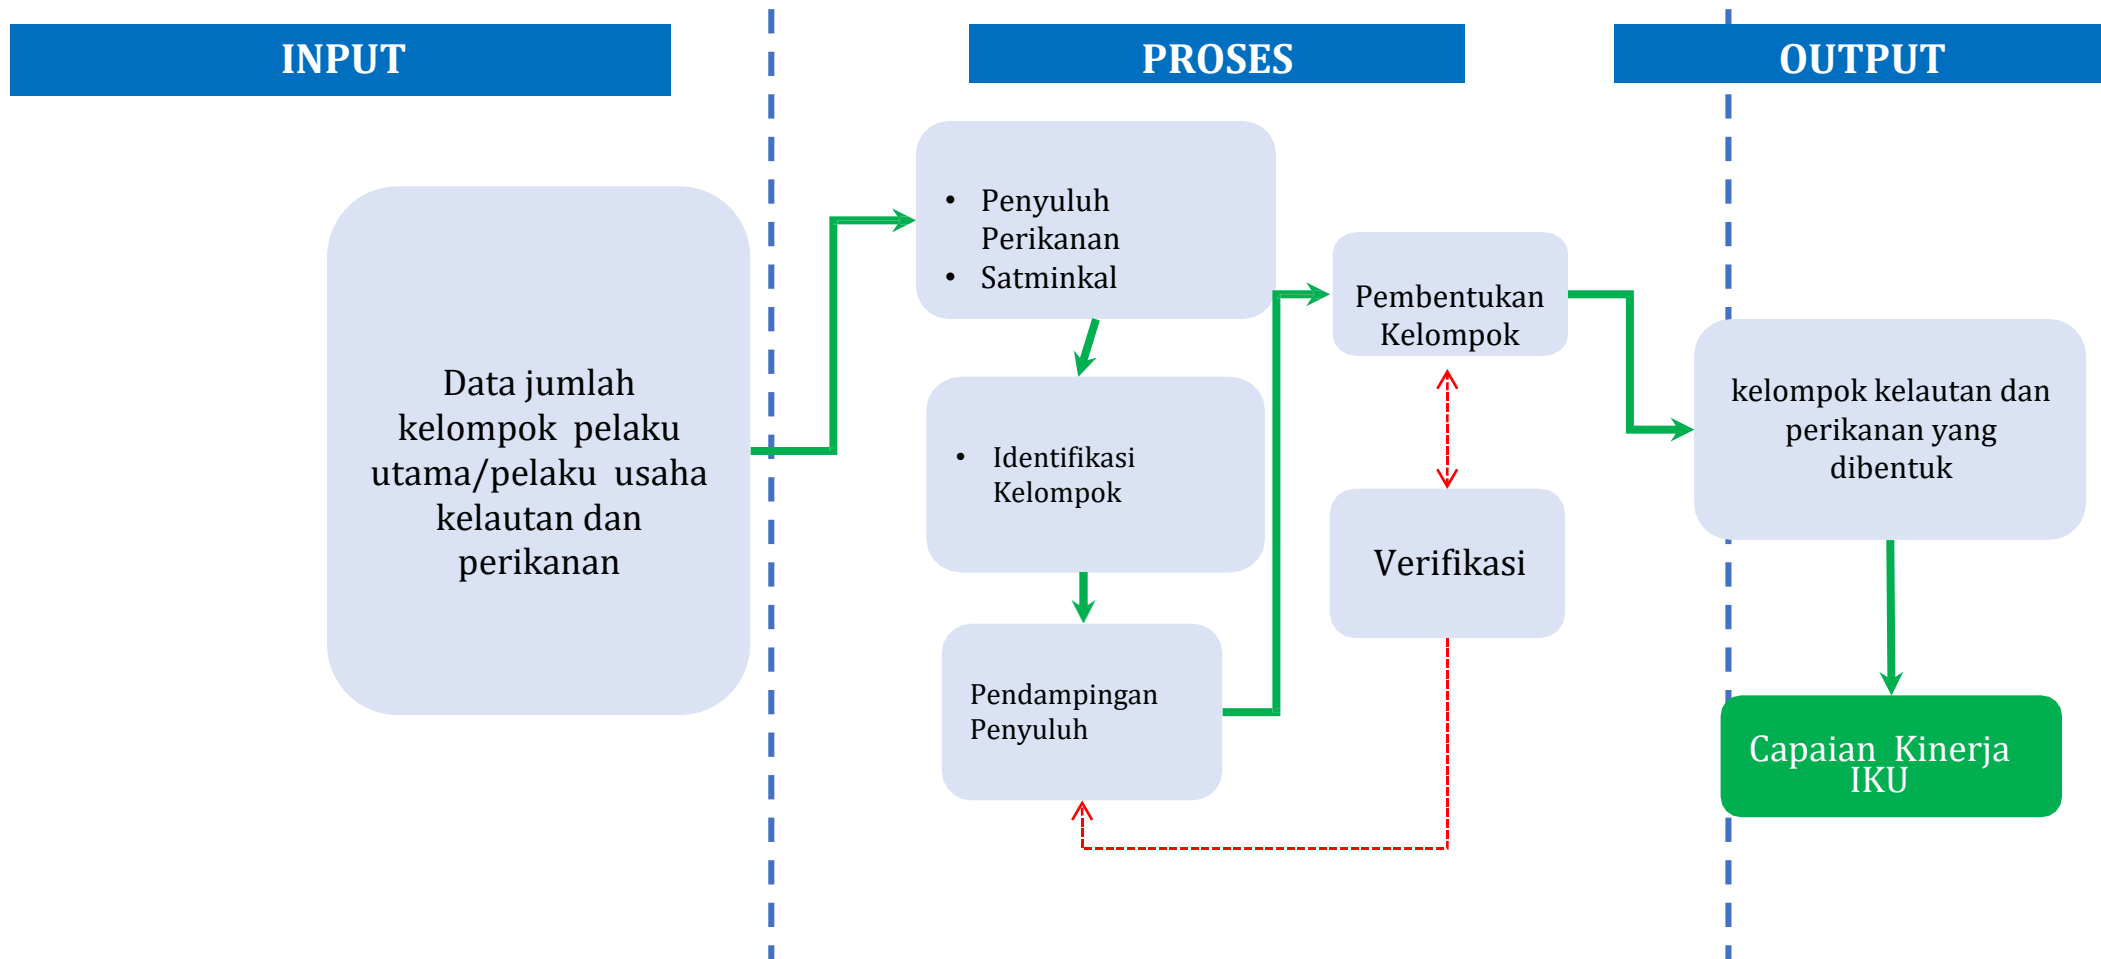 INPUT
PROSES
OUTPUT
Data jumlah
kelompok pelaku
utama/pelaku usaha
kelautan dan
perikanan
• Penyuluh
Perikanan
• Satminkal
• Identifikasi
Kelompok
Pendampingan
Penyuluh
Pembentukan
Kelompok
Verifikasi
kelompok kelautan dan
perikanan yang
dibentuk
Capaian Kinerja
IKU